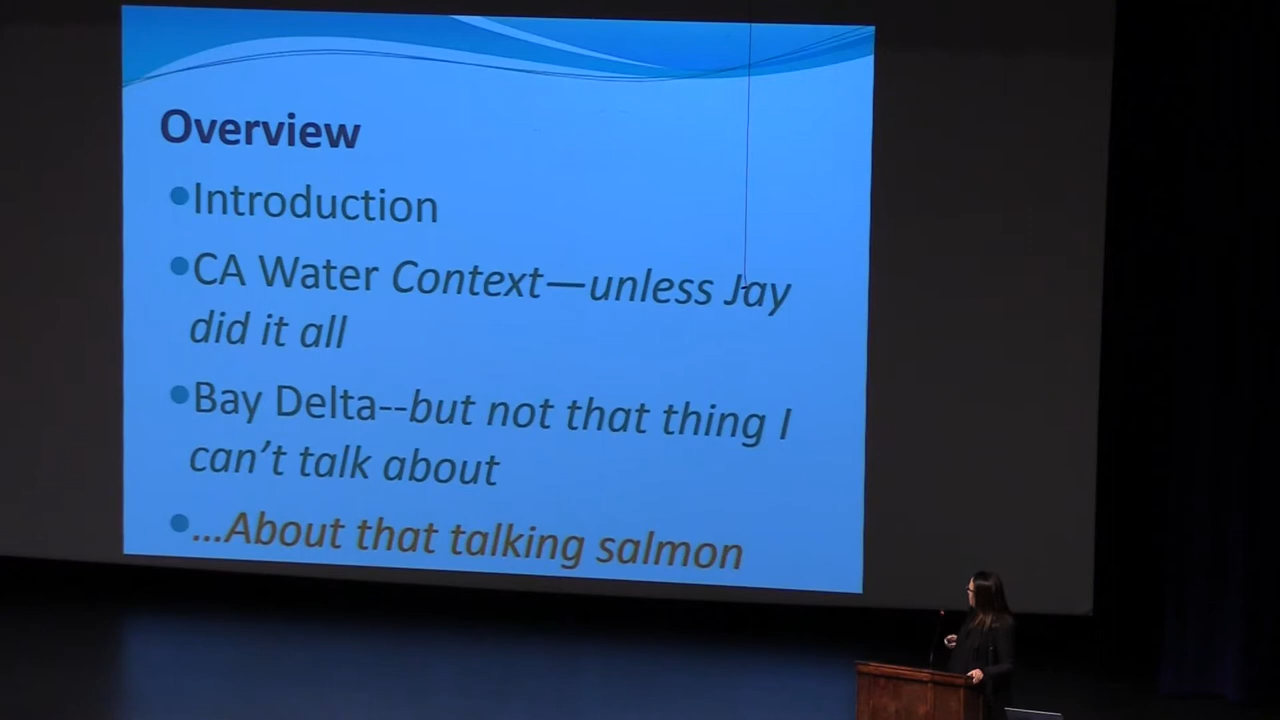 Overview
•Introduction
•CA Water Context—unless Jay
did it all
•Bay Delta--but not that thing I
can't talk about
•...About that talking salmon